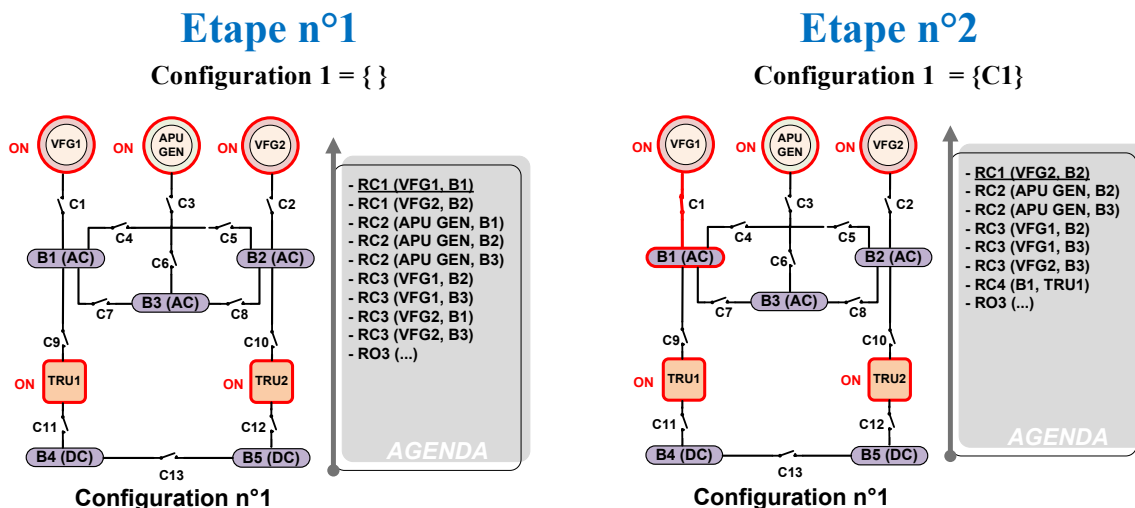 Etape n°1
Configuration 1 = { }
ON
VFG1
ON
APU
GEN
ON
VFG2
C1
C3
C2
C4
C5
B1 (AC)
C6
B2 (AC)
B3 (AC)
C7
C8
C9
C10
ON
TRU1
ON
TRU2
C11
C12
B4 (DC)
B5 (DC)
C13
Configuration n°1
- RC1 (VFG1, B1)
- RC1 (VFG2, B2)
- RC2 (APU GEN, B1)
- RC2 (APU GEN, B2)
- RC2 (APU GEN, B3)
- RC3 (VFG1, B2)
- RC3 (VFG1, B3)
- RC3 (VFG2, B1)
- RC3 (VFG2, B3)
- RO3 (...)
AGENDA
Etape n°2
Configuration 1 = {C1}
ON
VFG1
ON
APU
GEN
ON
VFG2
C1
C3
C2
C4
C5
B1 (AC)
C6
B2 (AC)
B3 (AC)
C7
C8
C9
C10
ON
TRU1
ON
TRU2
C11
C12
B4 (DC)
B5 (DC)
C13
Configuration n°1
- RC1 (VFG2, B2)
- RC2 (APU GEN, B2)
- RC2 (APU GEN, B3)
- RC3 (VFG1, B2)
- RC3 (VFG1, B3)
- RC3 (VFG2, B3)
- RC4 (B1, TRU1)
- RO3 (...)
AGENDA